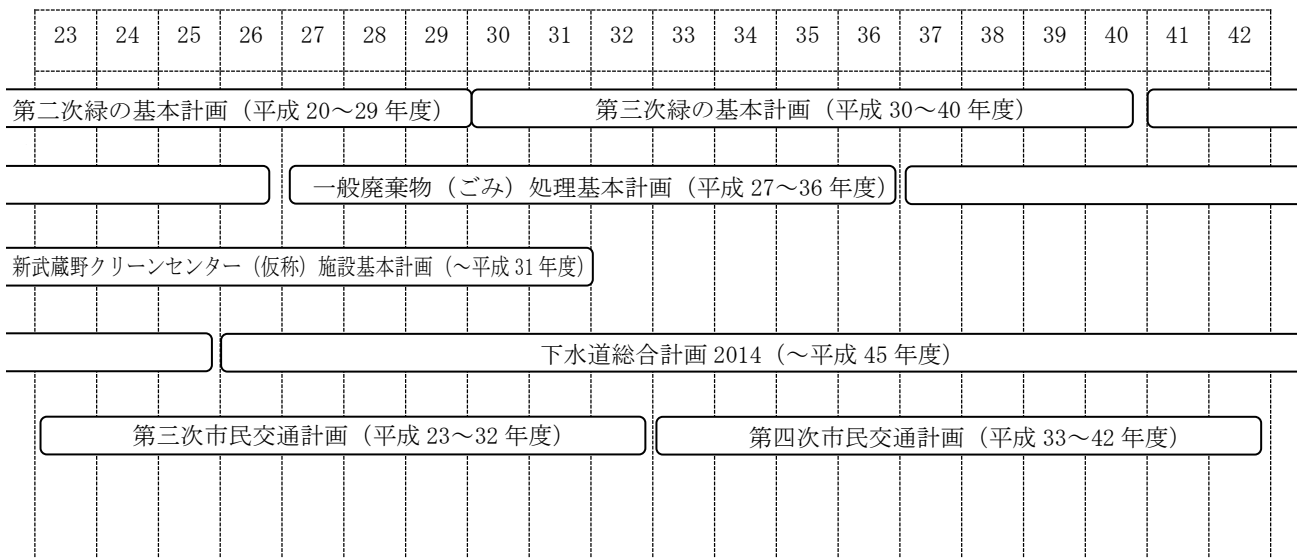 23 24 25 26 27 28 29 30 31 32 33 34 35 36 37 38 39 40 41 42
第二次緑の基本計画（平成 20～29 年度） 第三次緑の基本計画（平成 30～40 年度）
一般廃棄物（ごみ）処理基本計画（平成 27～36 年度）
新武蔵野クリーンセンター（仮称）施設基本計画（～平成 31 年度）
下水道総合計画 2014（～平成 45 年度）
第三次市民交通計画（平成 23～32 年度） 第四次市民交通計画（平成 33～42 年度）